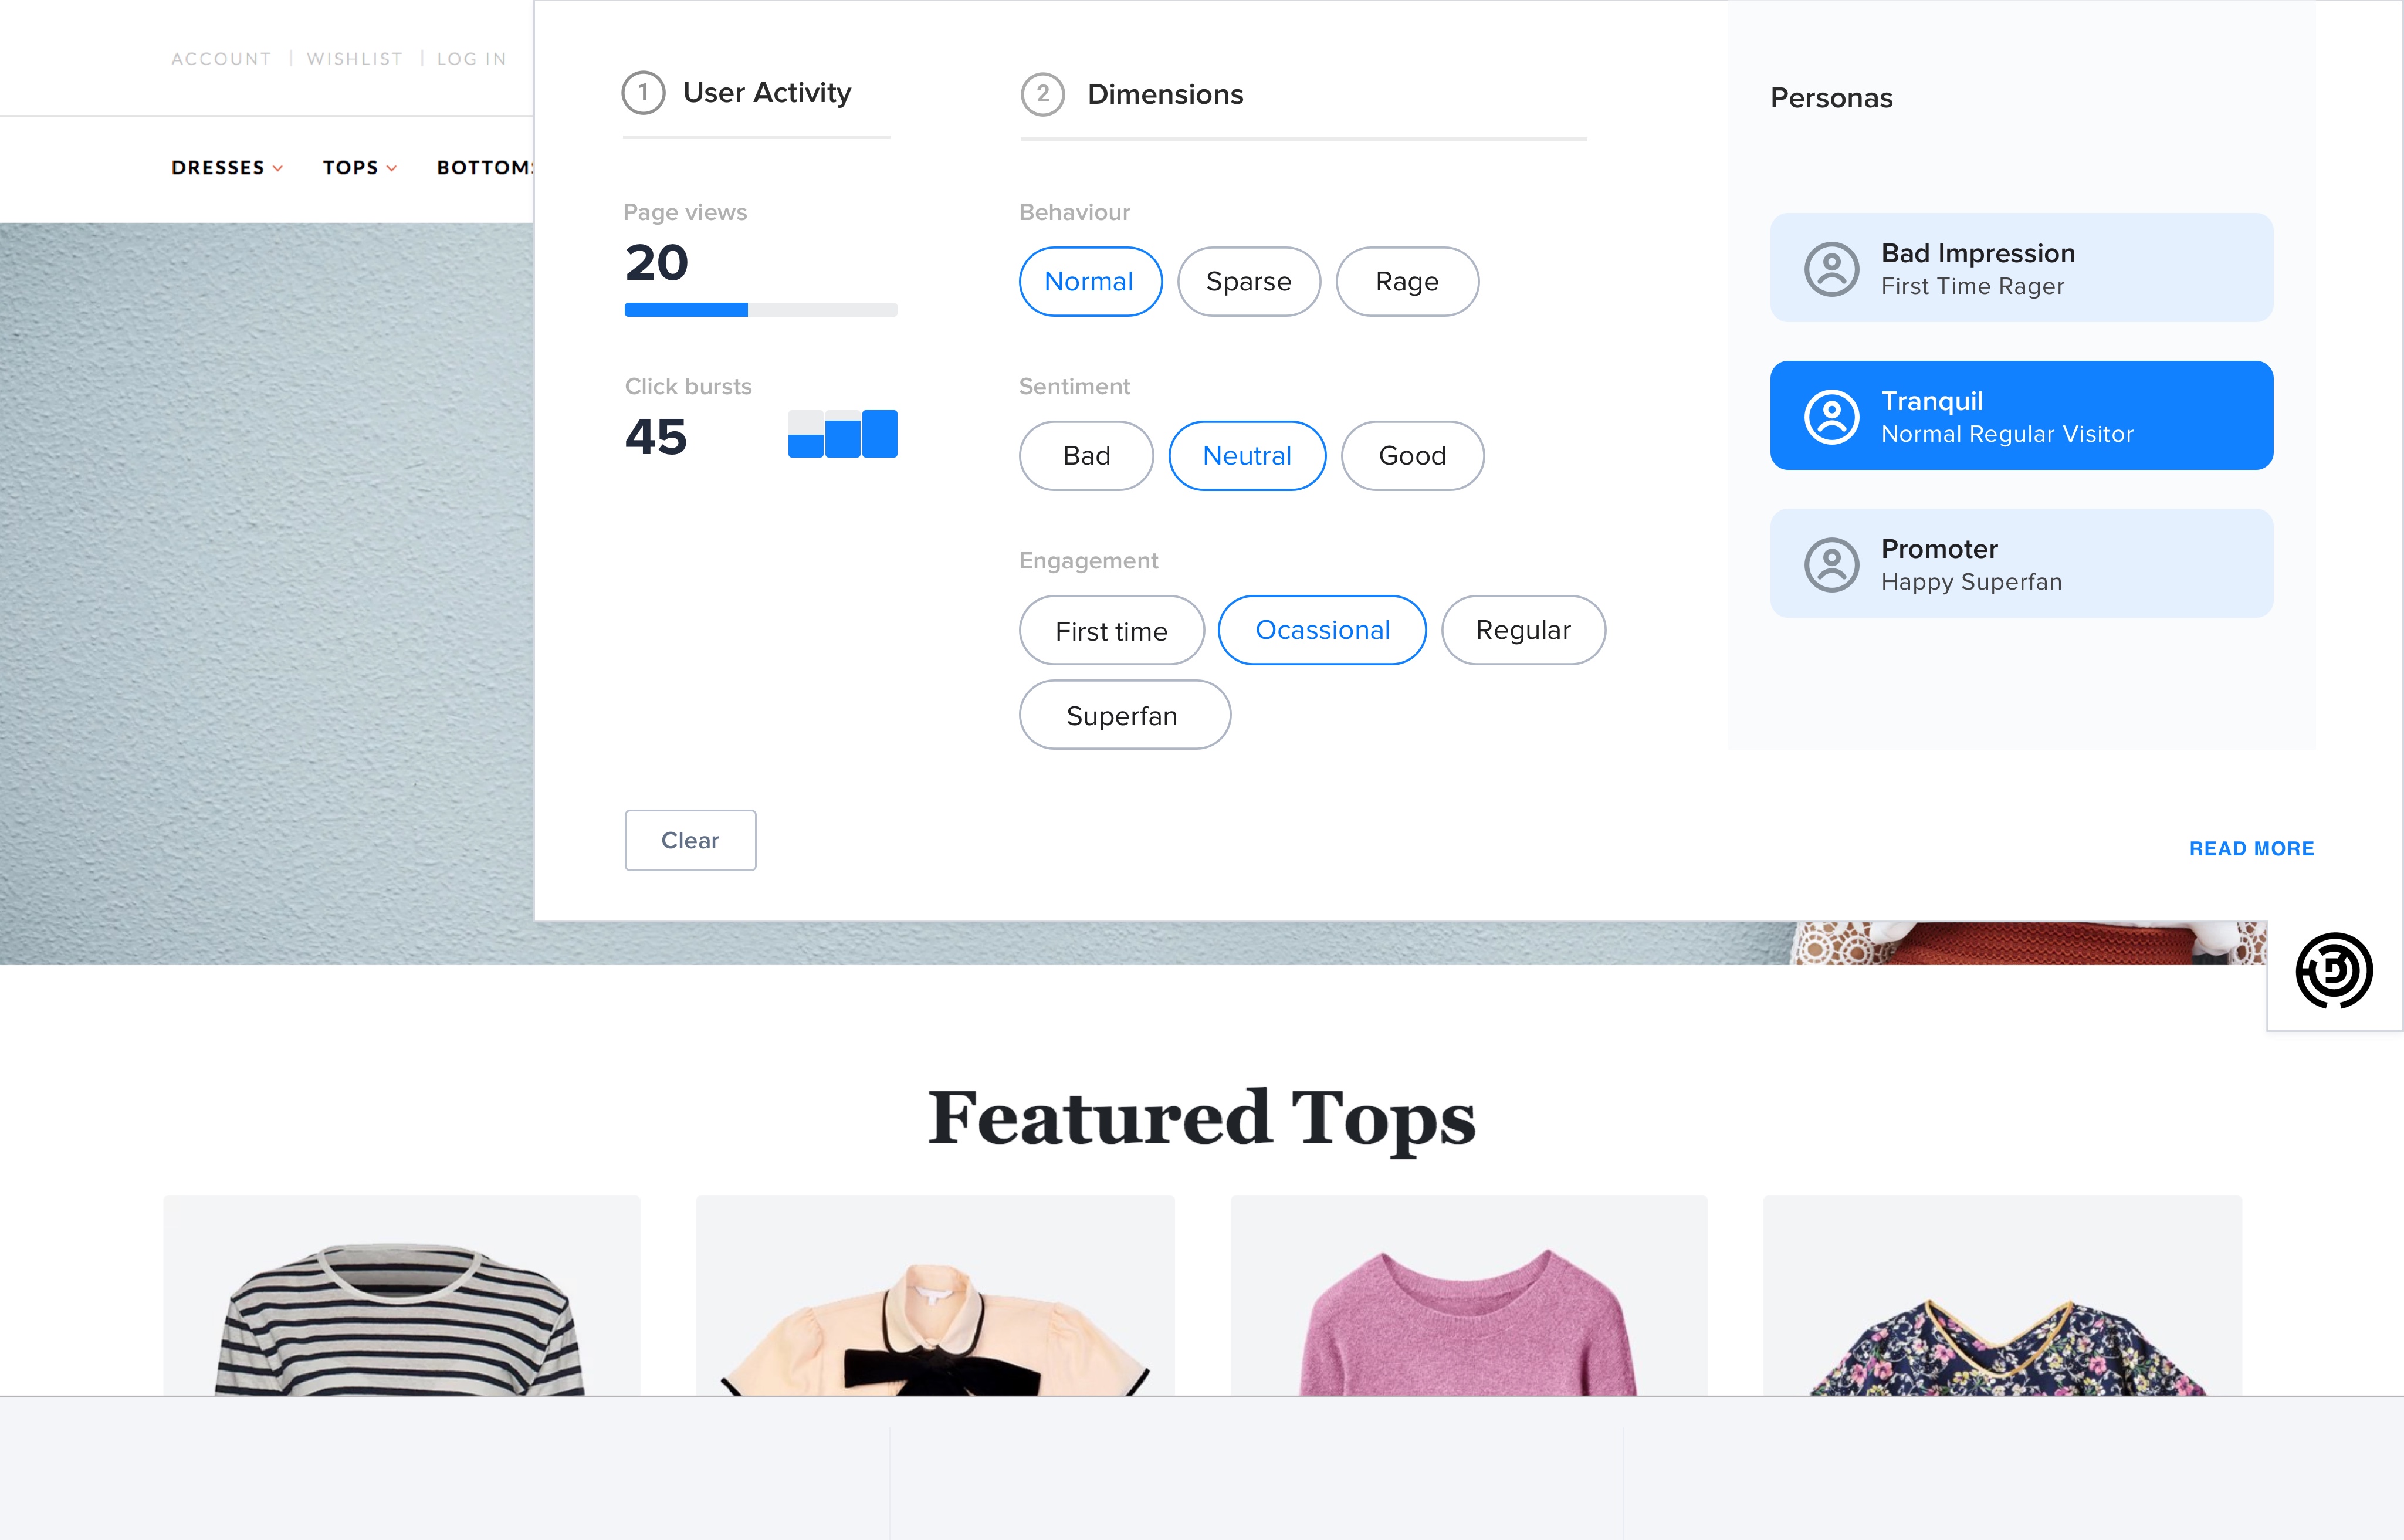 ACCOUNT | WISHLIST | LOG IN
DRESSES TOPS BOTTOMS
1 User Activity
Page views
20
Click bursts
45
Clear
2 Dimensions
Behaviour
Normal Sparse Rage
Sentiment
Bad Neutral Good
Engagement
First time Ocassional Regular
Superfan
Personas
Bad Impression
First Time Rager
Tranquil
Normal Regular Visitor
Promoter
Happy Superfan
READ MORE
D
Featured Tops